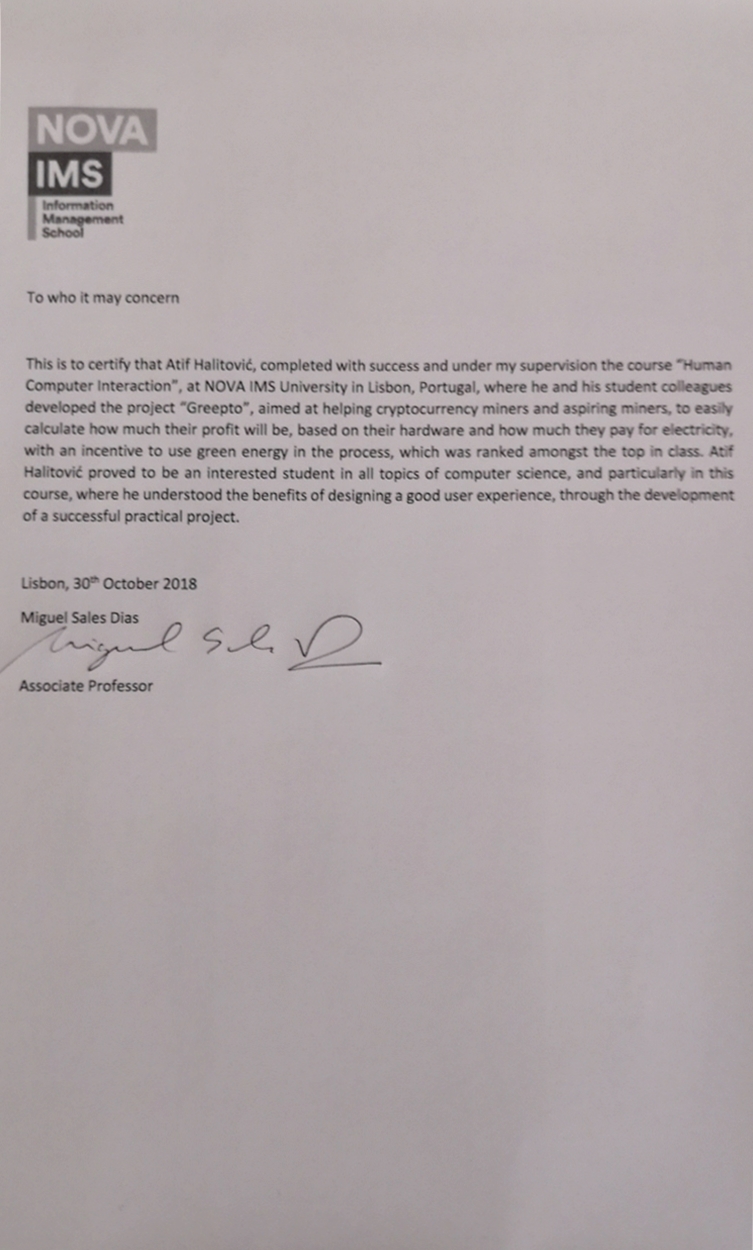 NOVA
IMS
Information
Management
School
To who it may concern
This is to certify that Atif Halitović, completed with success and under my supervision the course “Human
Computer Interaction”, at NOVA IMS University in Lisbon, Portugal, where he and his student colleagues
developed the project “Greepto”, aimed at helping cryptocurrency miners and aspiring miners, to easily
calculate how much their profit will be, based on their hardware and how much they pay for electricity,
with an incentive to use green energy in the process, which was ranked amongst the top in class. Atif
Halitović proved to be an interested student in all topics of computer science, and particularly in this
course, where he understood the benefits of designing a good user experience, through the development
of a successful practical project.
Lisbon, 30th October 2018
Miguel Sales Dias
Miguel Sales D
Associate Professor